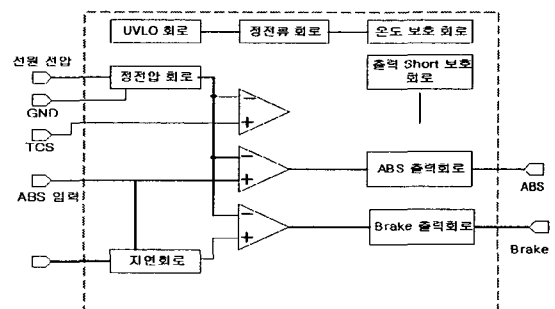 UVLO 회로
정전류 회로
온도 보호 회로
선원 선압
정전압 회로
출력 Short 보호
회로
GND
TCS
ABS 입력
ABS 출력회로
ABS
Brake 출력회로
Brake
지연회로